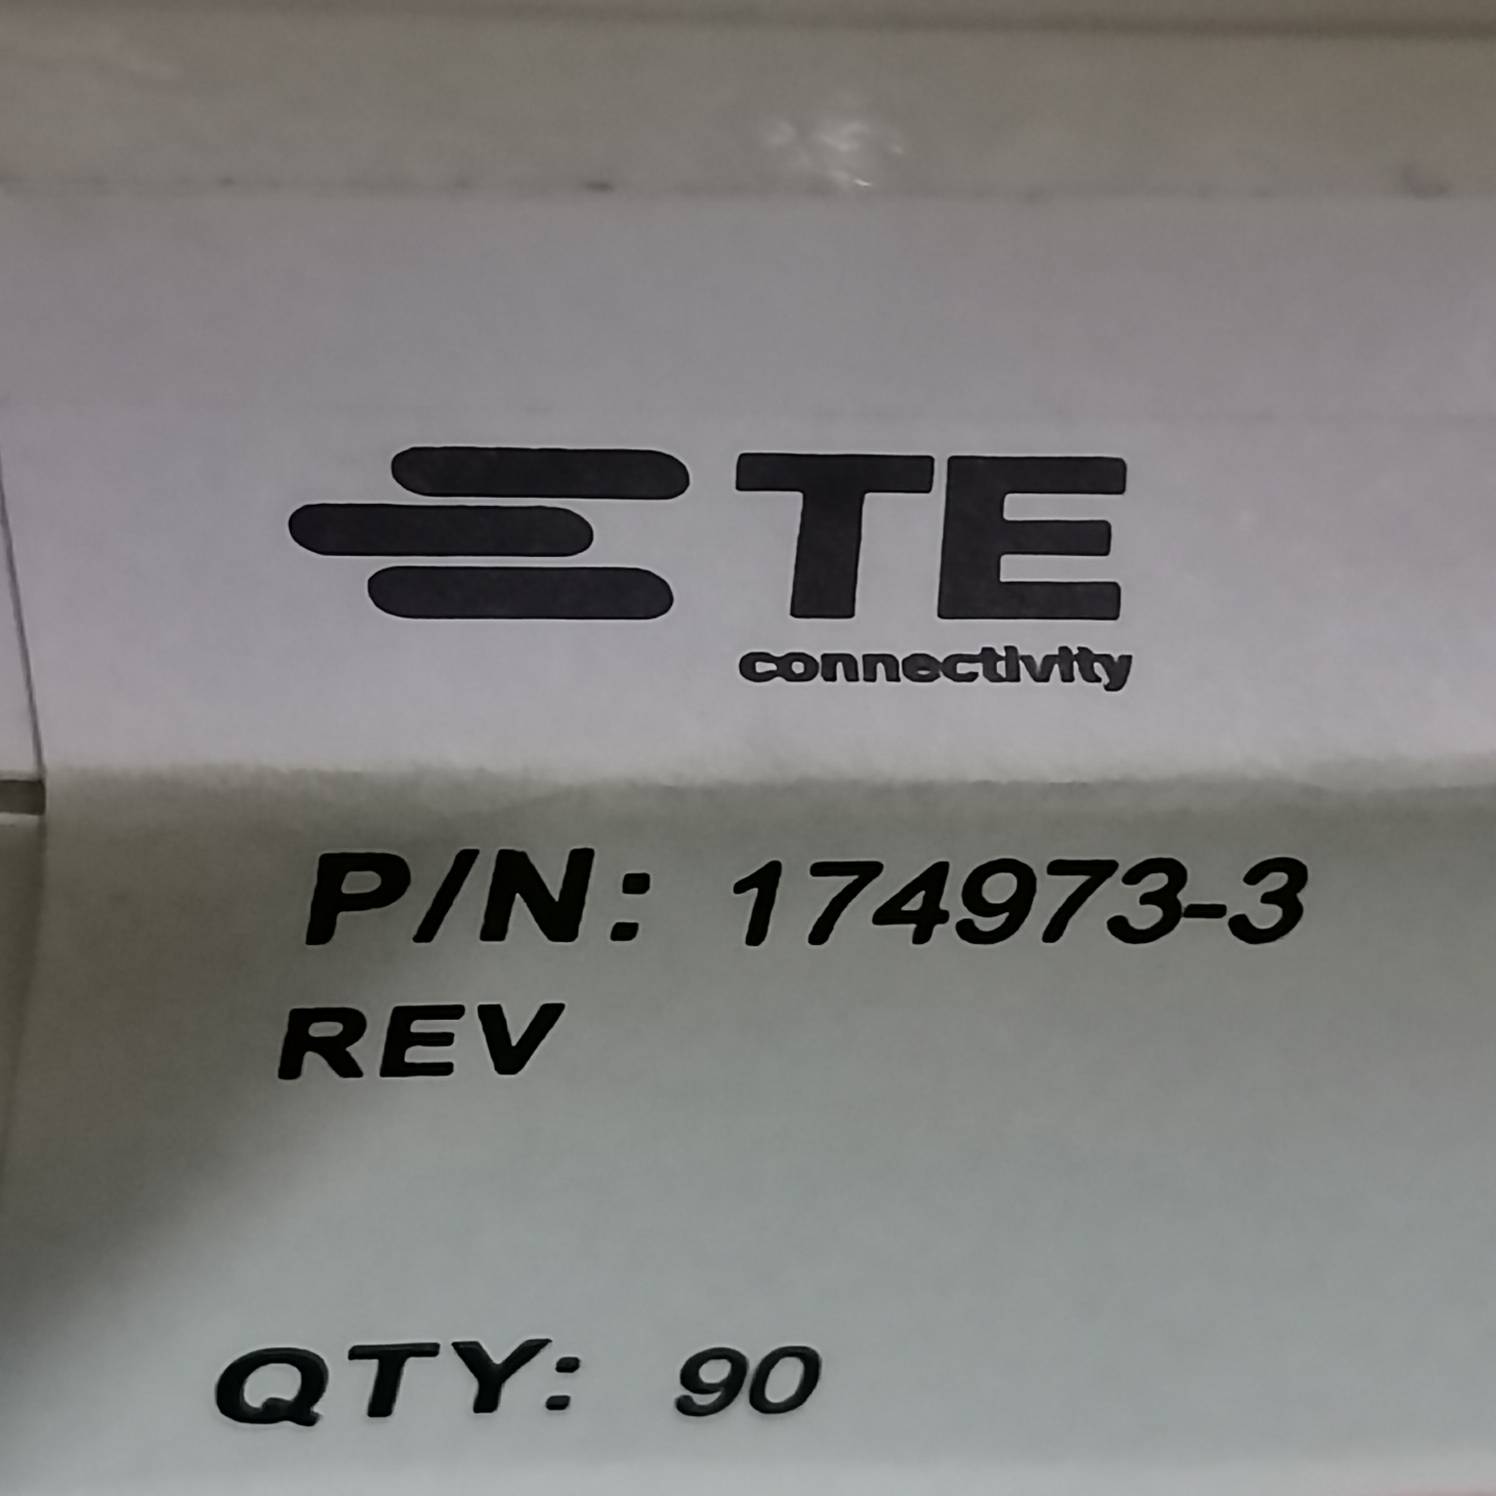 TE
connectivity
P/N: 174973-3
REV
QTY: 90